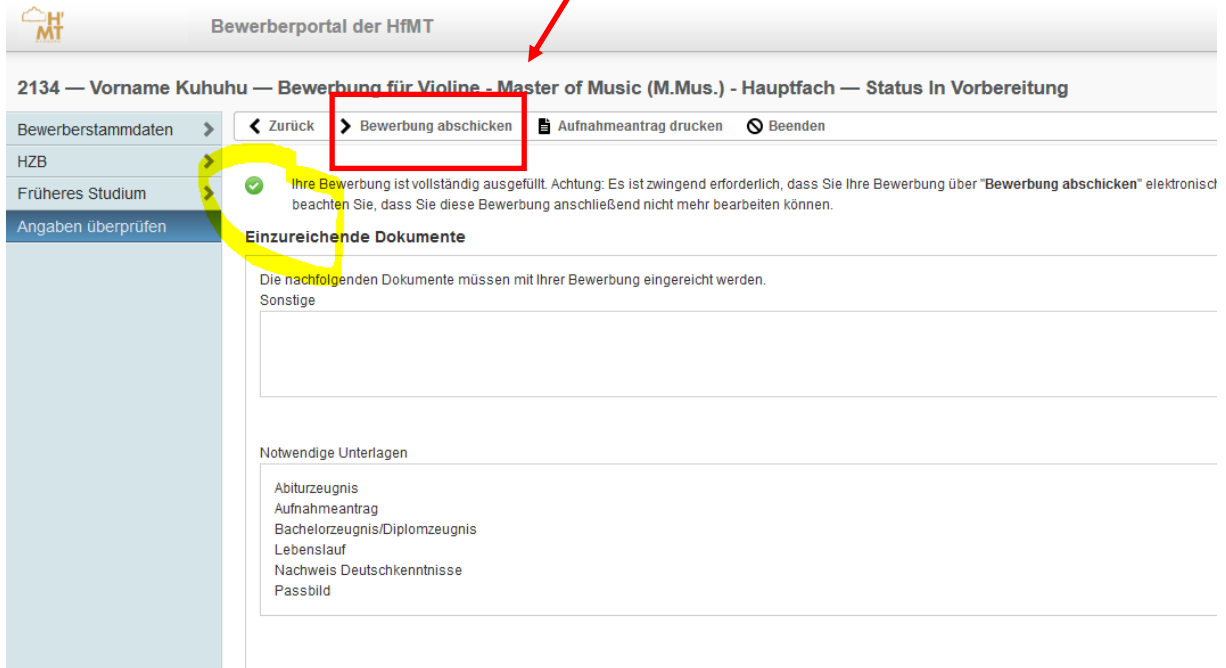 H'
MT
Bewerberportal der HfMT
2134 — Vorname Kuhuhu — Bewerbung für Violine - Master of Music (M.Mus.) - Hauptfach — Status In Vorbereitung
Bewerberstammdaten
HZB
Früheres Studium
Angaben überprüfen
Zurück
Bewerbung abschicken
Aufnahmeantrag drucken
Beenden
Ihre Bewerbung ist vollständig ausgefüllt. Achtung: Es ist zwingend erforderlich, dass Sie Ihre Bewerbung über "Bewerbung abschicken" elektronisch
beachten Sie, dass Sie diese Bewerbung anschließend nicht mehr bearbeiten können.
Einzureichende Dokumente
Die nachfolgenden Dokumente müssen mit Ihrer Bewerbung eingereicht werden.
Sonstige
Notwendige Unterlagen
Abiturzeugnis
Aufnahmeantrag
Bachelorzeugnis/Diplomzeugnis
Lebenslauf
Nachweis Deutschkenntnisse
Passbild